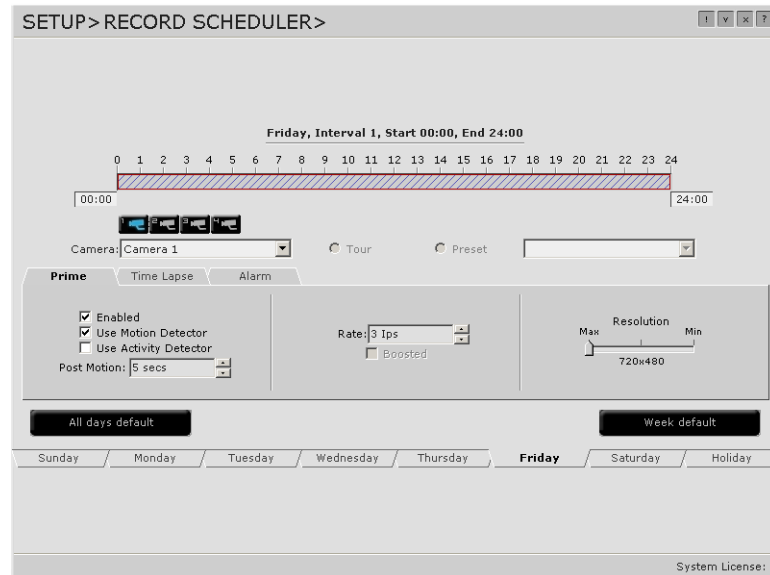 SETUP>RECORD SCHEDULER>
! v x ?
Friday, Interval 1, Start 00:00, End 24:00
0 1 2 3 4 5 6 7 8 9 10 11 12 13 14 15 16 17 18 19 20 21 22 23 24
00:00 24:00
1 2 3 4
Camera: Camera 1 Tour Preset
Prime Time Lapse Alarm
Enabled
Use Motion Detector
Use Activity Detector
Post Motion: 5 secs
Rate: 3 Ips
Boosted
Resolution
Max Min
720x480
All days default Week default
Sunday Monday Tuesday Wednesday Thursday Friday Saturday Holiday
System License: